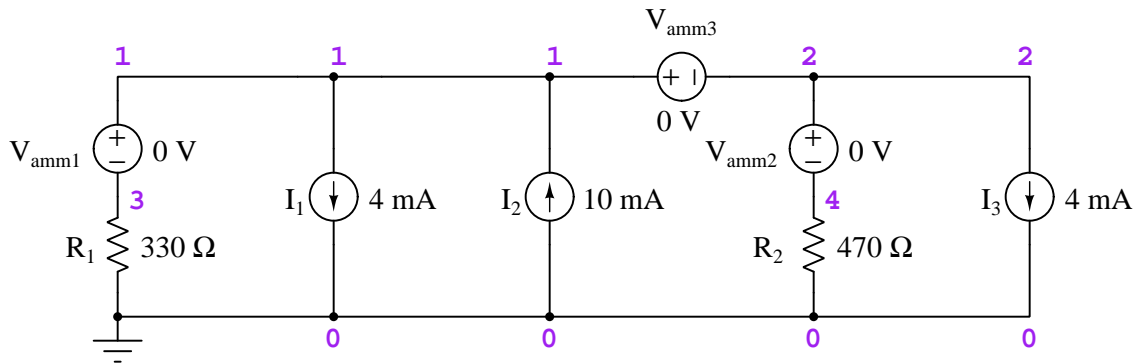 V_amm3
1 1 1 2 2
+ −
0 V
V_amm1 + − 0 V
V_amm2 + − 0 V
3 4
I_1 4 mA
I_2 10 mA
I_3 4 mA
R_1 330 Ω
R_2 470 Ω
0 0 0 0